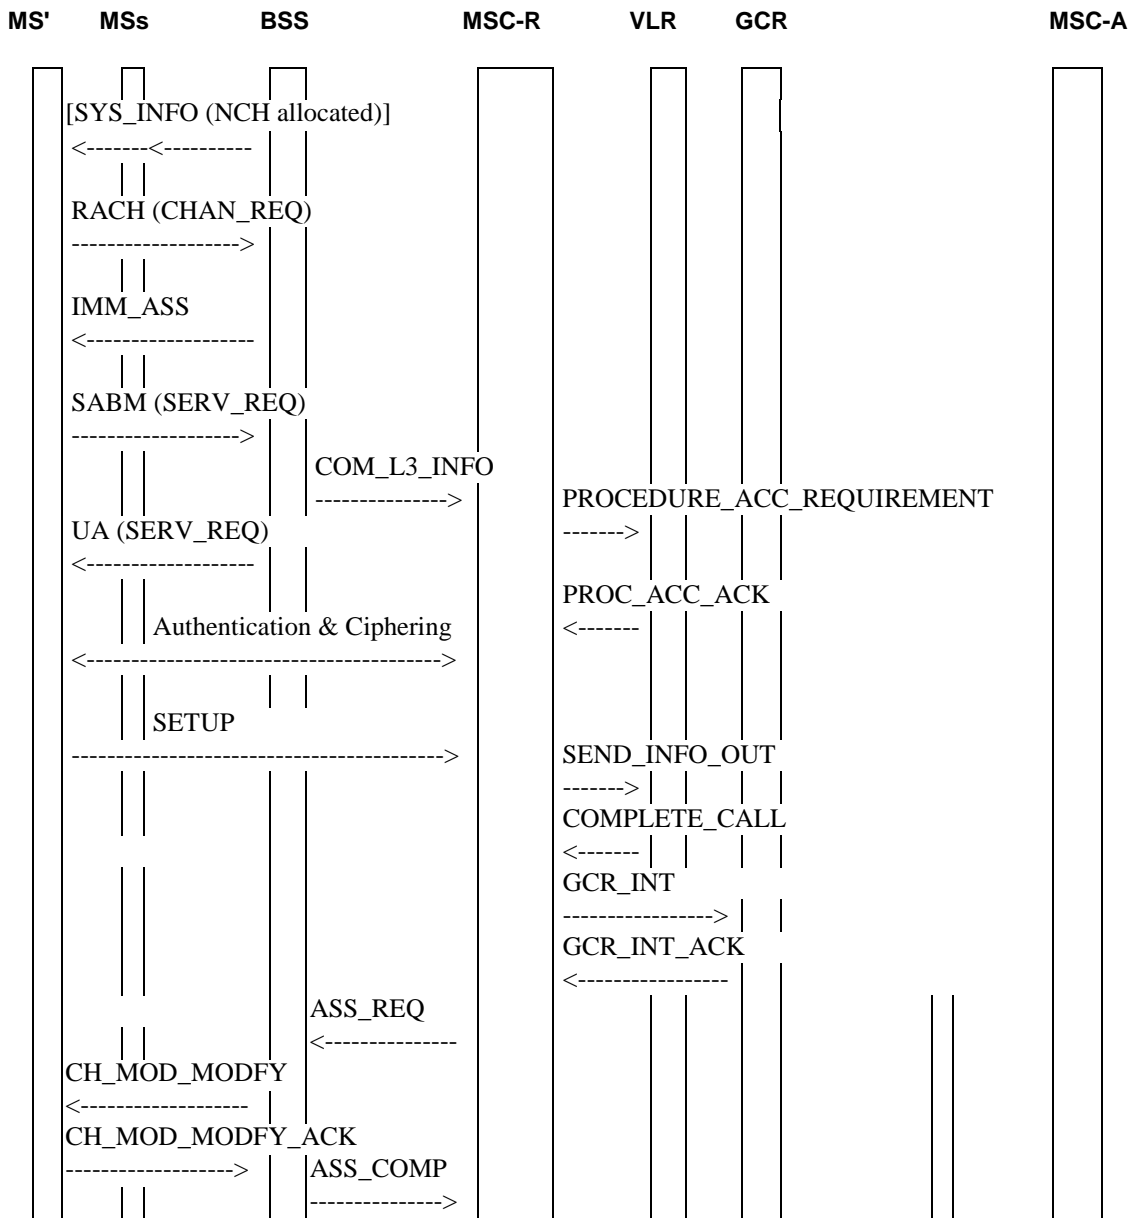 MS' MSs BSS MSC-R VLR GCR MSC-A
[SYS_INFO (NCH allocated)]
<-------<----------
RACH (CHAN_REQ)
------------------->
IMM_ASS
<-------------------
SABM (SERV_REQ)
------------------->
COM_L3_INFO
---------------> PROCEDURE_ACC_REQUIREMENT
UA (SERV_REQ) ------->
<-------------------
PROC_ACC_ACK
Authentication & Ciphering <-------
<---------------------------------------->
SETUP
------------------------------------------> SEND_INFO_OUT
------->
COMPLETE_CALL
<-------
GCR_INT
----------------->
GCR_INT_ACK
<-----------------
ASS_REQ
<---------------
CH_MOD_MODFY
<-------------------
CH_MOD_MODFY_ACK
-------------------> ASS_COMP
--------------->